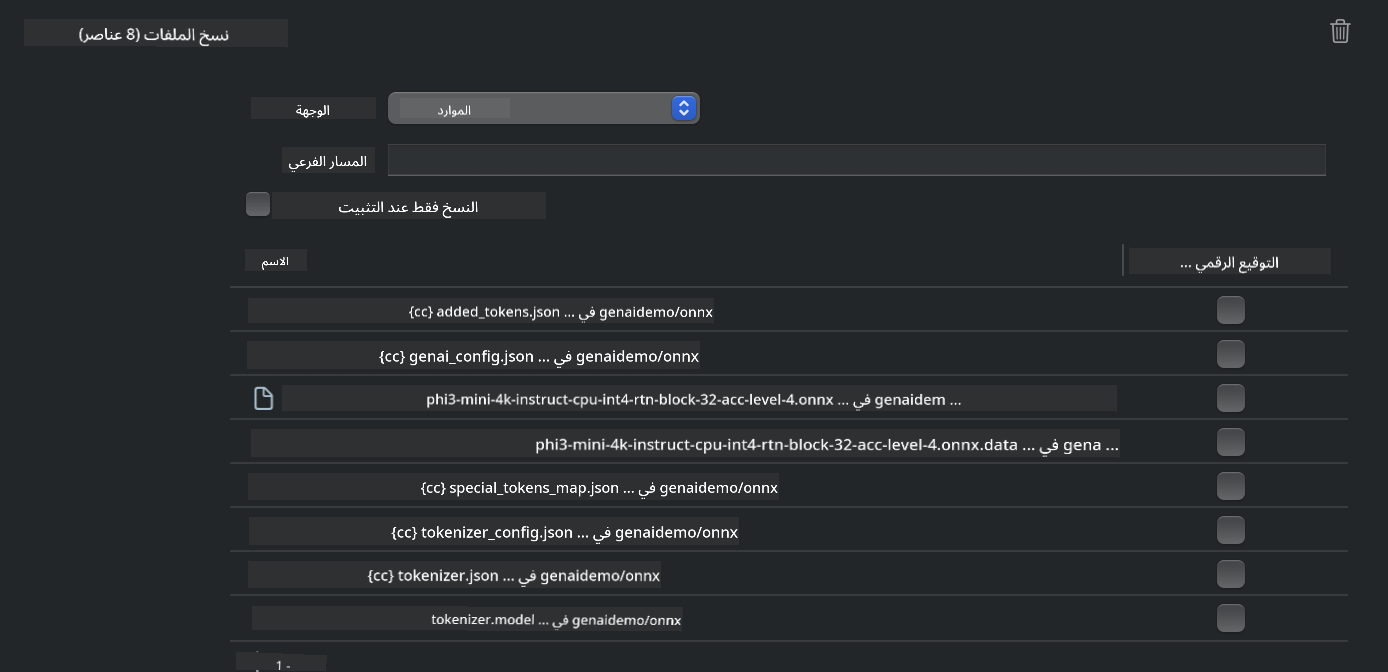 نسخ الملفات (8 عناصر)
الوجهة الموارد
المسار الفرعي
النسخ فقط عند التثبيت
الاسم التوقيع الرقمي ...
{cc} added_tokens.json ... في genaidemo/onnx
{cc} genai_config.json ... في genaidemo/onnx
phi3-mini-4k-instruct-cpu-int4-rtn-block-32-acc-level-4.onnx ... في genaidem ...
phi3-mini-4k-instruct-cpu-int4-rtn-block-32-acc-level-4.onnx.data ... في gena ...
{cc} special_tokens_map.json ... في genaidemo/onnx
{cc} tokenizer_config.json ... في genaidemo/onnx
{cc} tokenizer.json ... في genaidemo/onnx
tokenizer.model ... في genaidemo/onnx
1 -